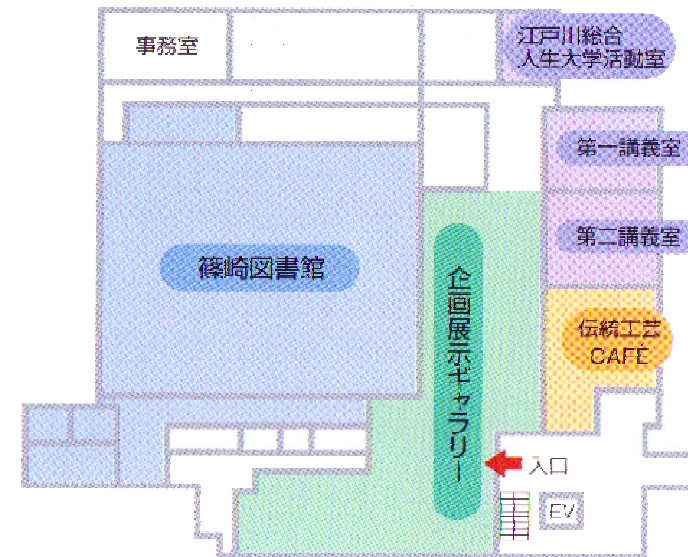 事務室
江戸川総合
人生大学活動室
第一講義室
第二講義室
篠崎図書館
企画展示ギャラリー
伝統工芸
CAFÉ
入口
EV